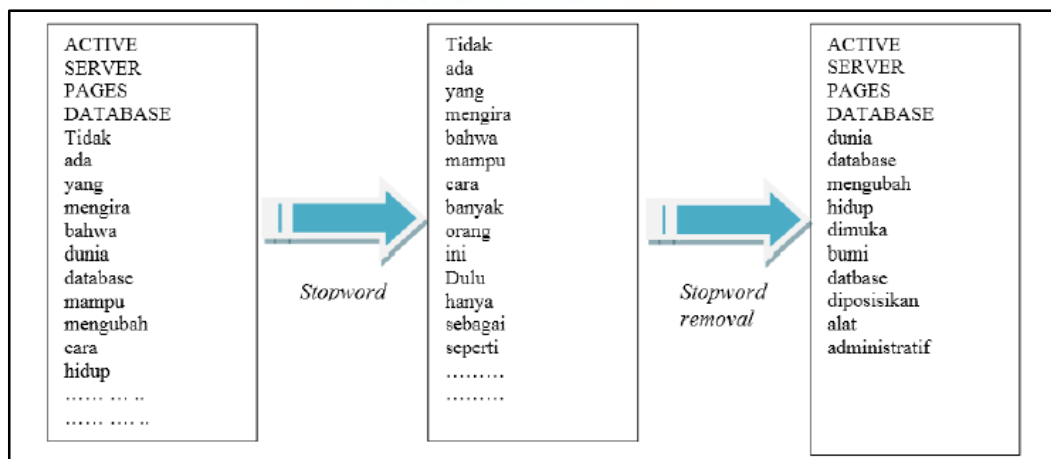 ACTIVE
SERVER
PAGES
DATABASE
Tidak
ada
yang
mengira
bahwa
dunia
database
mampu
mengubah
cara
hidup
...... ... ..
...... .... ..
Stopword
Tidak
ada
yang
mengira
bahwa
mampu
cara
banyak
orang
ini
Dulu
hanya
sebagai
seperti
.........
.........
Stopword
removal
ACTIVE
SERVER
PAGES
DATABASE
dunia
database
mengubah
hidup
dimuka
bumi
datbase
diposisikan
alat
administratif